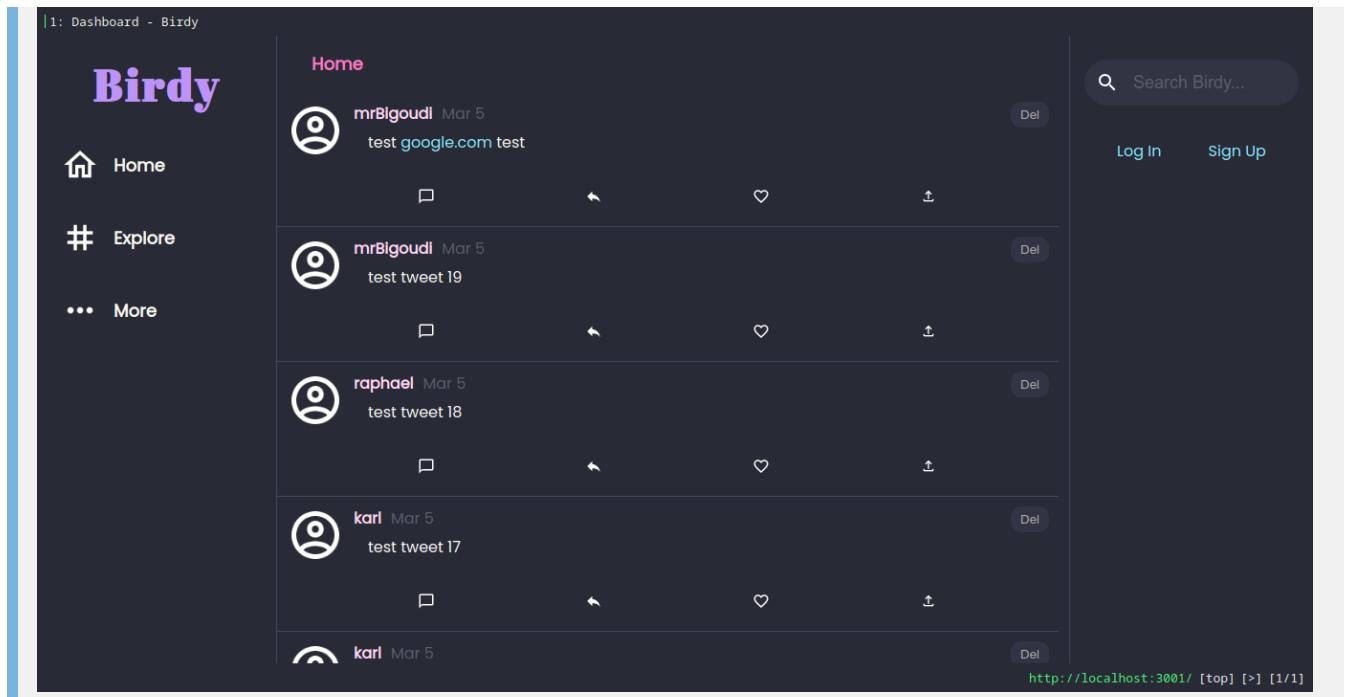 1: Dashboard - Birdy
Birdy
Home
Explore
More
Home
mrBigoudi Mar 5 Del
test google.com test
mrBigoudi Mar 5 Del
test tweet 19
raphael Mar 5 Del
test tweet 18
karl Mar 5 Del
test tweet 17
karl Mar 5 Del
Search Birdy...
Log In Sign Up
http://localhost:3001/ [top] [>] [1/1]